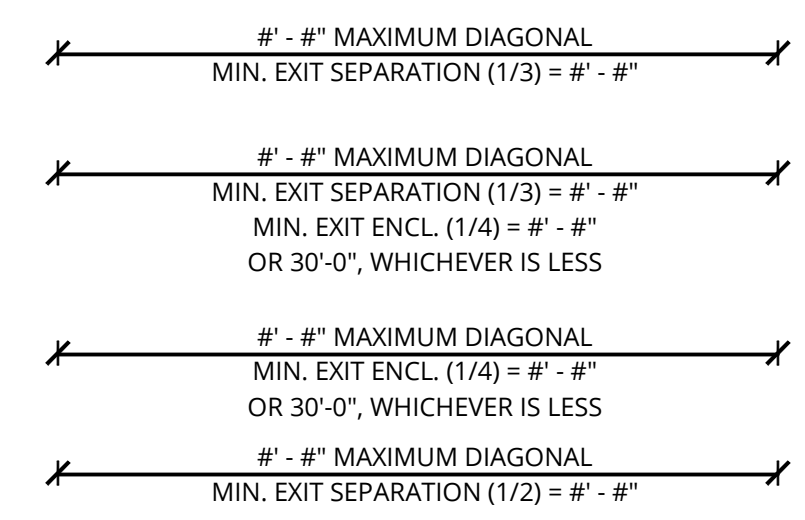 #' - #" MAXIMUM DIAGONAL
MIN. EXIT SEPARATION (1/3) = #' - #"
#' - #" MAXIMUM DIAGONAL
MIN. EXIT SEPARATION (1/3) = #' - #"
MIN. EXIT ENCL. (1/4) = #' - #"
OR 30'-0", WHICHEVER IS LESS
#' - #" MAXIMUM DIAGONAL
MIN. EXIT ENCL. (1/4) = #' - #"
OR 30'-0", WHICHEVER IS LESS
#' - #" MAXIMUM DIAGONAL
MIN. EXIT SEPARATION (1/2) = #' - #"